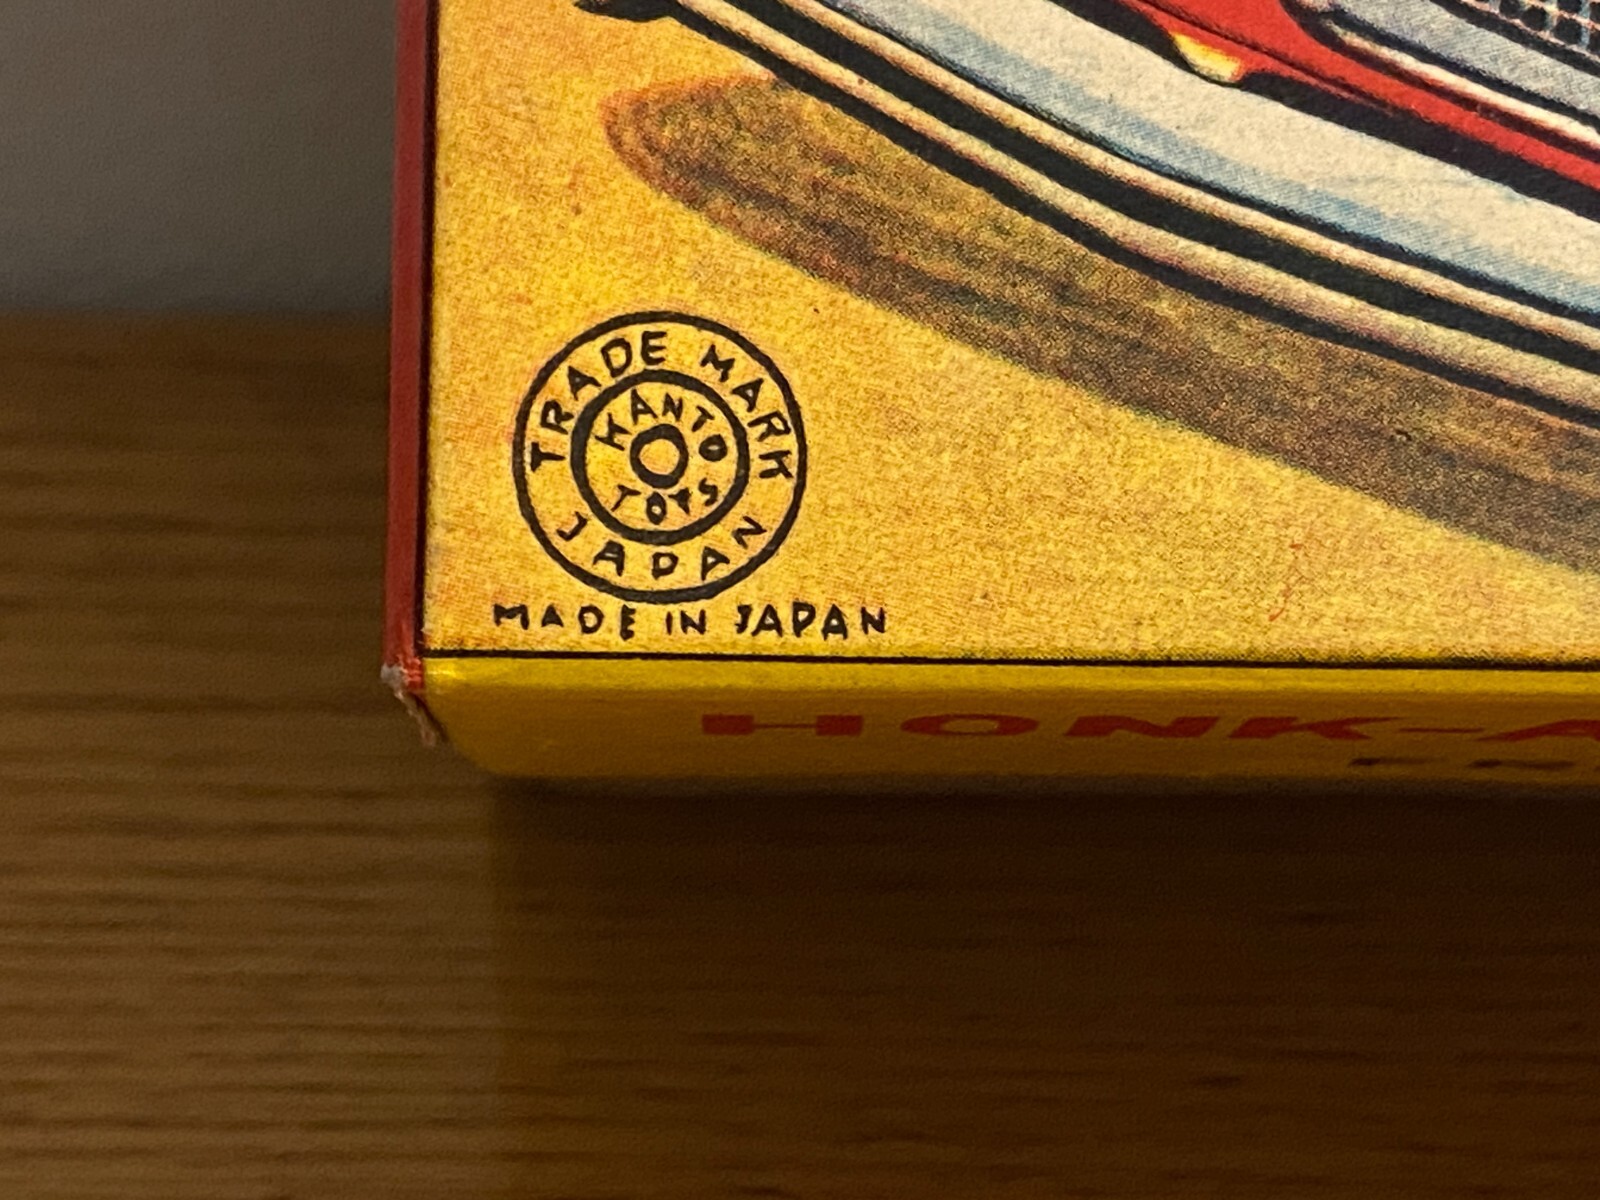 TRADE MARK
KANTO
TOYS
JAPAN
MADE IN JAPAN
HONK-A